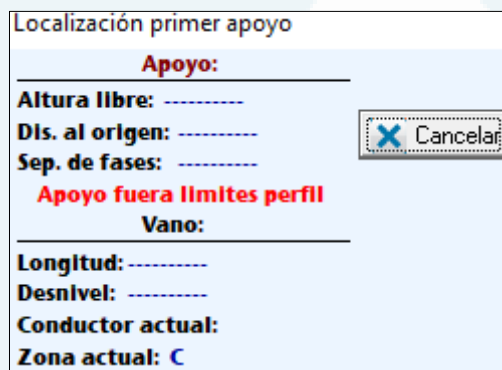 Localización primer apoyo
Apoyo:
Altura libre: ----------
Dis. al origen: ----------
Sep. de fases: ----------
Cancelar
Apoyo fuera limites perfil
Vano:
Longitud: ----------
Desnivel: ----------
Conductor actual:
Zona actual: C